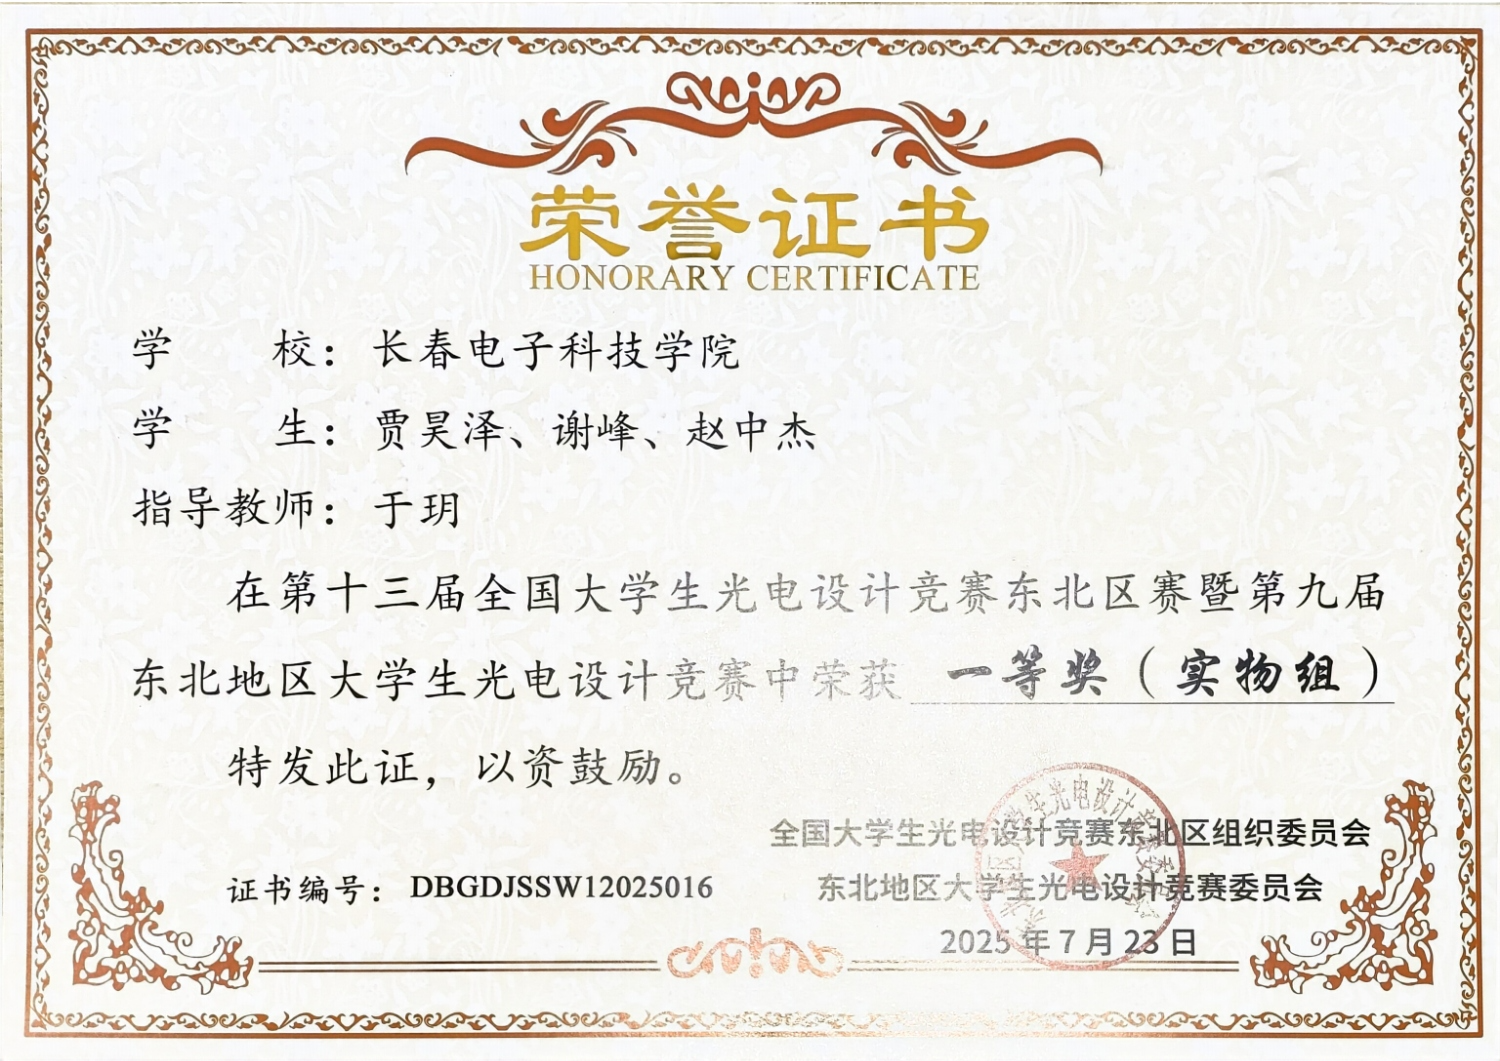 荣誉证书
HONORARY CERTIFICATE
学 校：长春电子科技学院
学 生：贾昊泽、谢峰、赵中杰
指导教师：于玥
在第十三届全国大学生光电设计竞赛东北区赛暨第九届
东北地区大学生光电设计竞赛中荣获 一等奖（实物组）
特发此证，以资鼓励。
全国大学生光电设计竞赛东北区组织委员会
证书编号：DBGDJSSW12025016
东北地区大学生光电设计竞赛委员会
2025 年 7 月 23 日